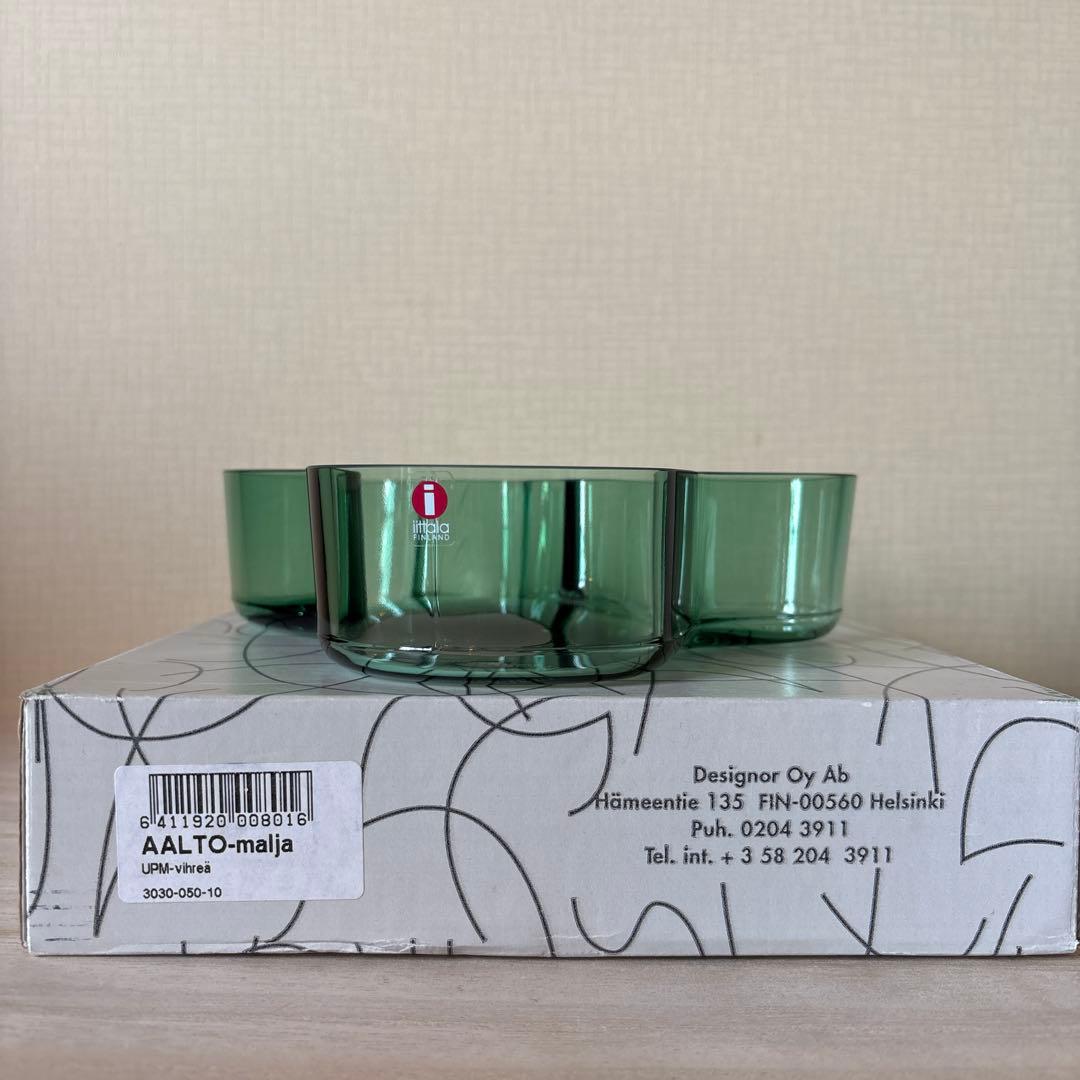 i
iittala
FINLAND
6 411920 008016
AALTO-malja
UPM-vihreä
3030-050-10
Designor Oy Ab
Hämeentie 135 FIN-00560 Helsinki
Puh. 0204 3911
Tel. int. + 3 58 204 3911